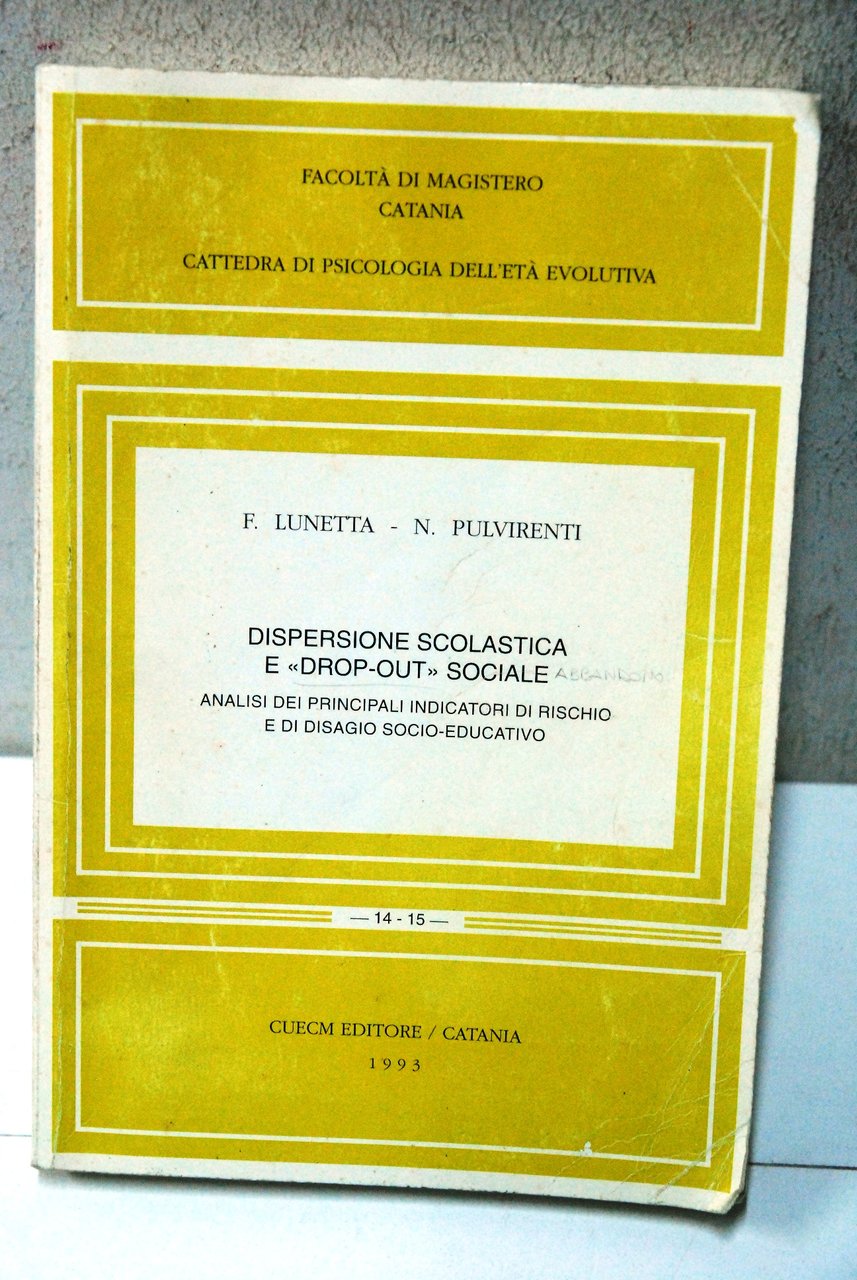 FACOLTÀ DI MAGISTERO
CATANIA
CATTEDRA DI PSICOLOGIA DELL'ETÀ EVOLUTIVA
F. LUNETTA - N. PULVIRENTI
DISPERSIONE SCOLASTICA
E «DROP-OUT» SOCIALE ABBANDONO
ANALISI DEI PRINCIPALI INDICATORI DI RISCHIO
E DI DISAGIO SOCIO-EDUCATIVO
— 14 - 15 —
CUECM EDITORE / CATANIA
1993